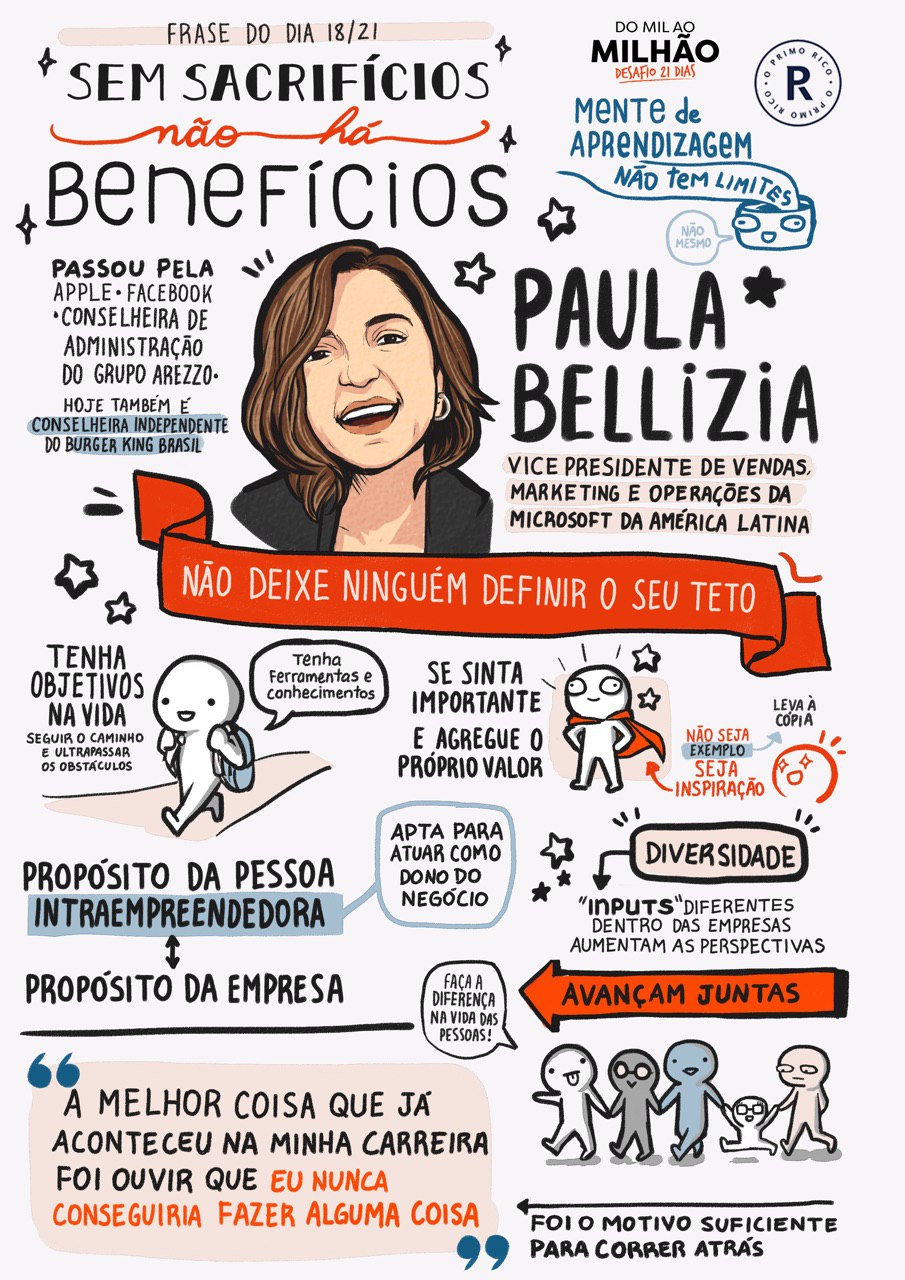 FRASE DO DIA 18/21
SEM SACRIFÍCIOS
não há
BENEFÍCIOS
DO MIL AO
MILHÃO
DESAFIO 21 DIAS
O PRIMO RICO • O PRIMO RICO •
R
MENTE de
APRENDIZAGEM
NÃO TEM LIMITES
NÃO
MESMO
PASSOU PELA
APPLE • FACEBOOK
• CONSELHEIRA DE
ADMINISTRAÇÃO
DO GRUPO AREZZO •
HOJE TAMBÉM É
CONSELHEIRA INDEPENDENTE
DO BURGER KING BRASIL
PAULA
BELLIZIA
VICE PRESIDENTE DE VENDAS,
MARKETING E OPERAÇÕES DA
MICROSOFT DA AMÉRICA LATINA
NÃO DEIXE NINGUÉM DEFINIR O SEU TETO
TENHA
OBJETIVOS
NA VIDA
SEGUIR O CAMINHO
E ULTRAPASSAR
OS OBSTÁCULOS
Tenha
Ferramentas e
conhecimentos
SE SINTA
IMPORTANTE
E AGREGUE O
PRÓPRIO VALOR
LEVA À
CÓPIA
NÃO SEJA
EXEMPLO
SEJA
INSPIRAÇÃO
PROPÓSITO DA PESSOA
INTRAEMPREENDEDORA
APTA PARA
ATUAR COMO
DONO DO
NEGÓCIO
PROPÓSITO DA EMPRESA
DIVERSIDADE
"INPUTS" DIFERENTES
DENTRO DAS EMPRESAS
AUMENTAM AS PERSPECTIVAS
AVANÇAM JUNTAS
FAÇA A
DIFERENÇA
NA VIDA DAS
PESSOAS!
“A MELHOR COISA QUE JÁ
ACONTECEU NA MINHA CARREIRA
FOI OUVIR QUE EU NUNCA
CONSEGUIRIA FAZER ALGUMA COISA”
FOI O MOTIVO SUFICIENTE
PARA CORRER ATRÁS